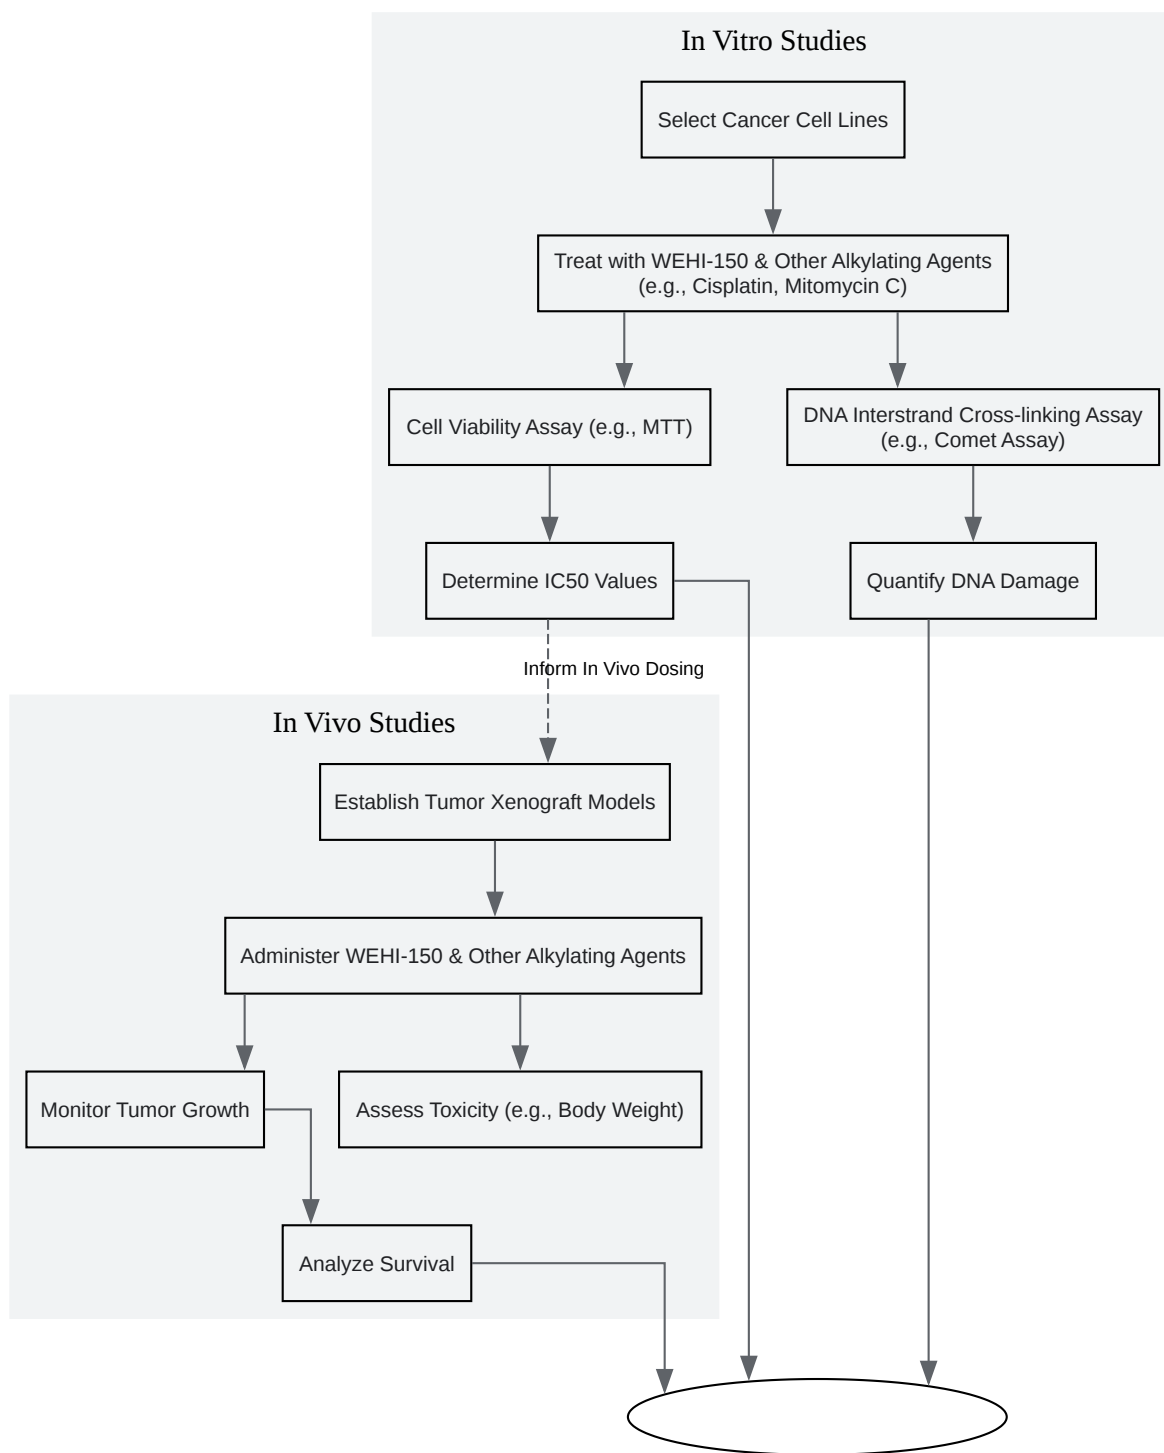 In Vitro Studies
Select Cancer Cell Lines
Treat with WEHI-150 & Other Alkylating Agents
(e.g., Cisplatin, Mitomycin C)
Cell Viability Assay (e.g., MTT)
DNA Interstrand Cross-linking Assay
(e.g., Comet Assay)
Determine IC50 Values
Quantify DNA Damage
Inform In Vivo Dosing
In Vivo Studies
Establish Tumor Xenograft Models
Administer WEHI-150 & Other Alkylating Agents
Monitor Tumor Growth
Assess Toxicity (e.g., Body Weight)
Analyze Survival